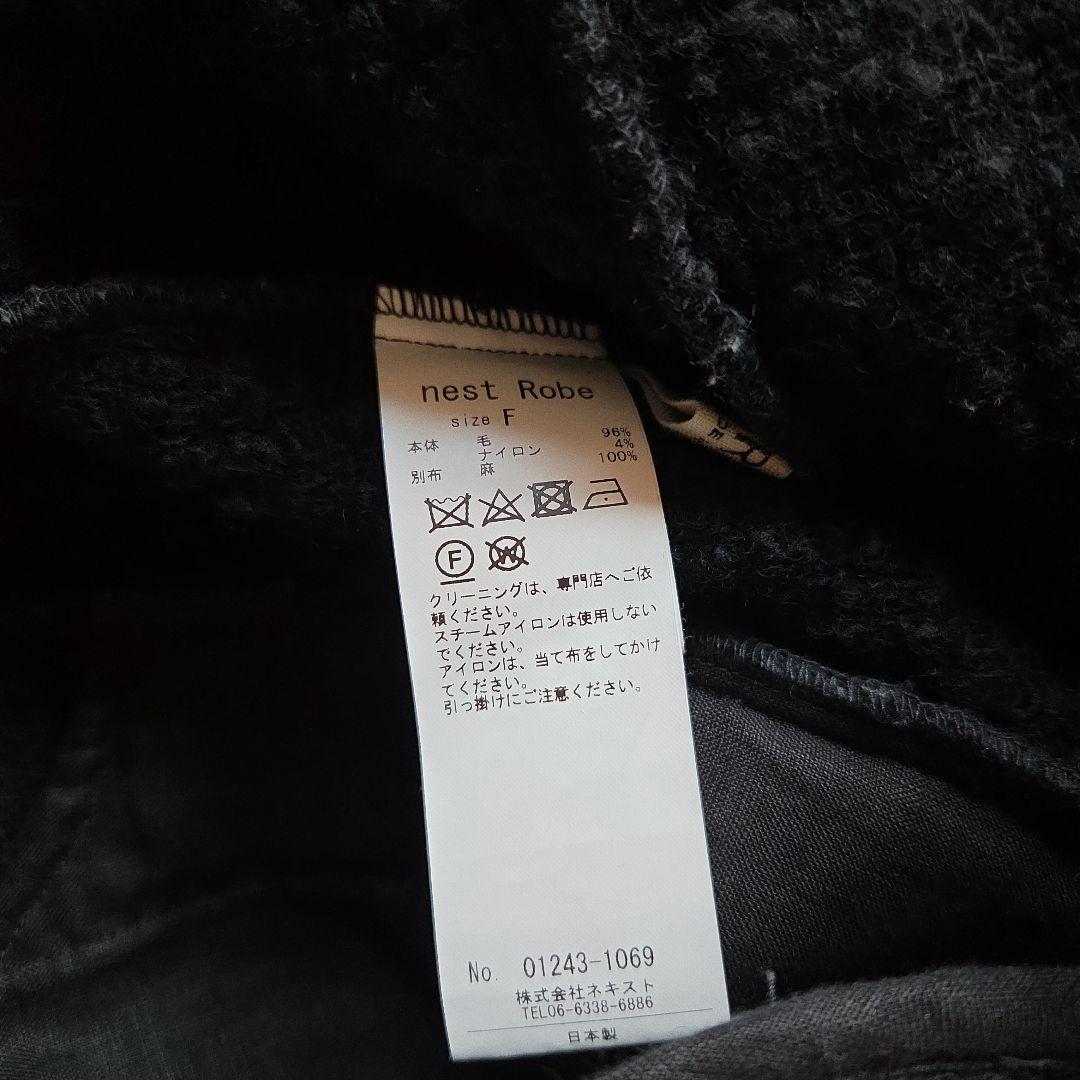 nest Robe
size F
本体 毛 96%
ナイロン 4%
別布 麻 100%
F
W
クリーニングは、専門店へご依
頼ください。
スチームアイロンは使用しない
でください。
アイロンは、当て布をしてかけ
てください。
引っ掛けにご注意ください。
No. 01243-1069
株式会社ネキスト
TEL06-6338-6886
日本製